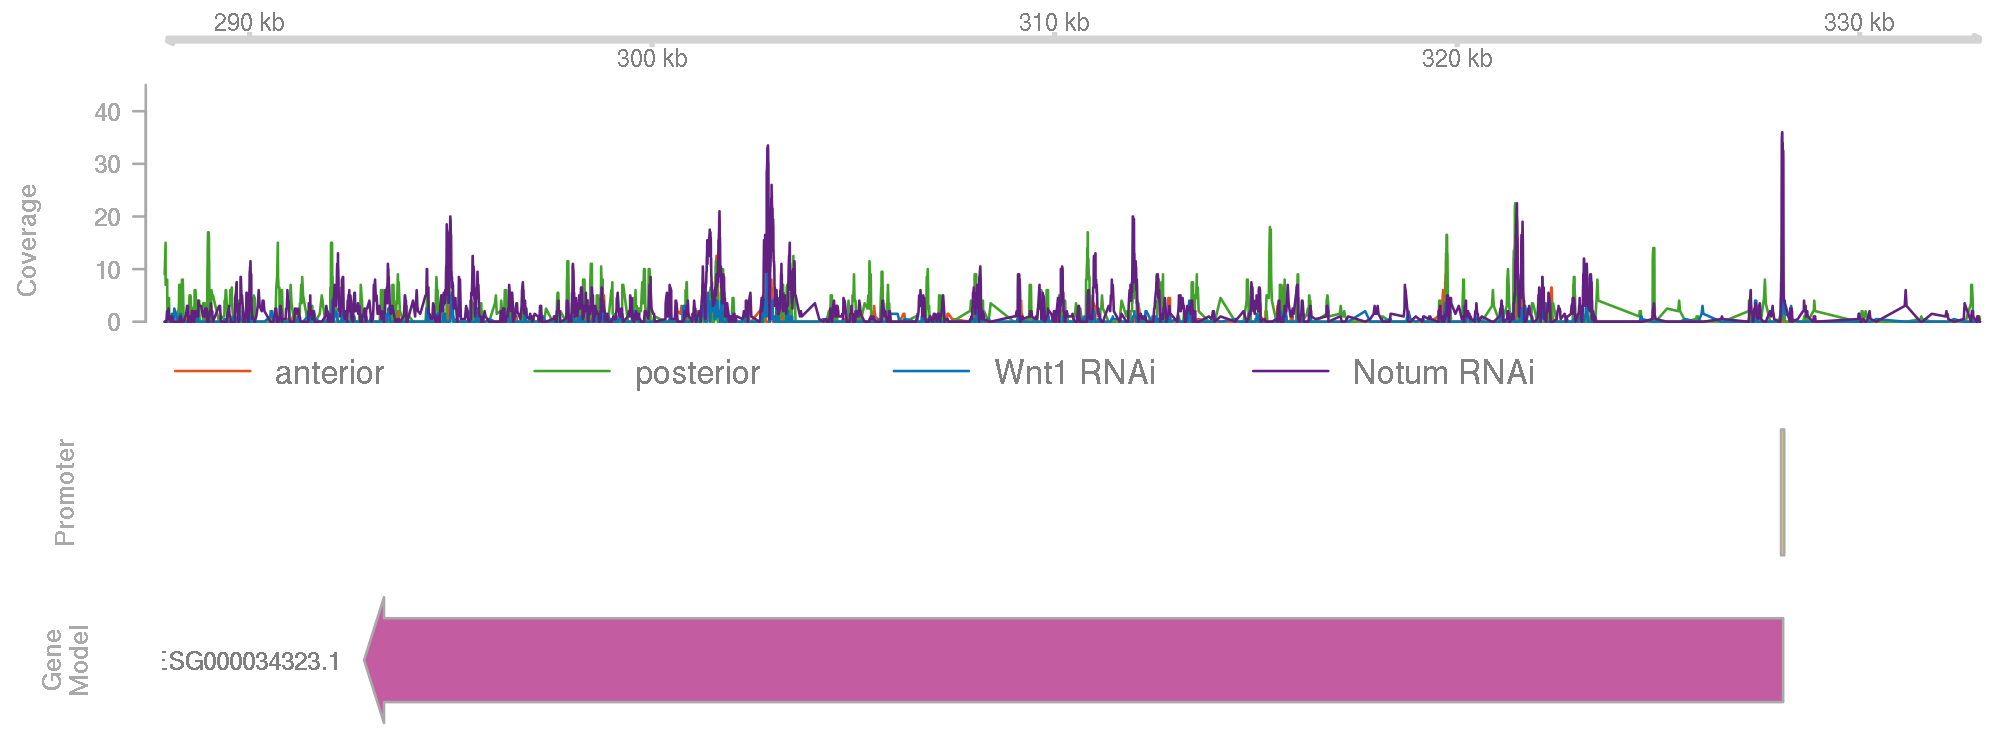 290 kb
310 kb
330 kb
300 kb
320 kb
Coverage
40
30
20
10
0
anterior
posterior
Wnt1 RNAi
Notum RNAi
Promoter
Gene
Model
SG000034323.1